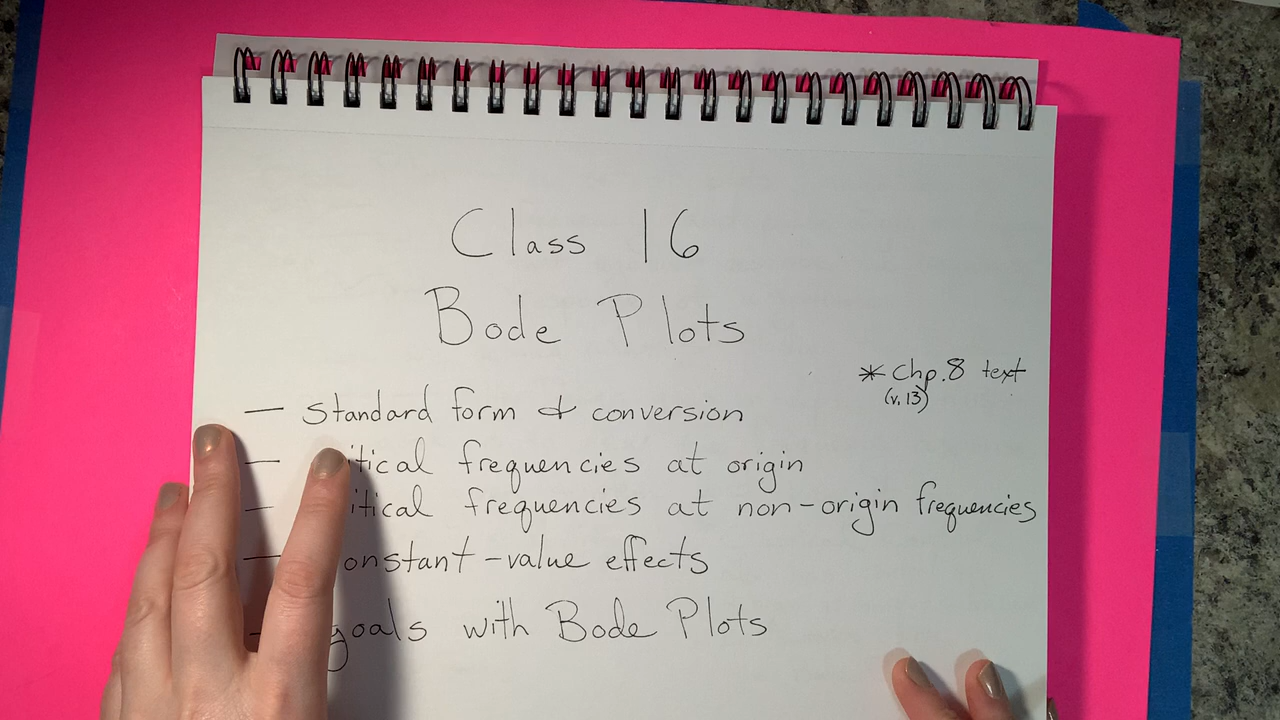 Class 16
Bode Plots
* Chp. 8 text
(v. 13)
— standard form & conversion
— itical frequencies at origin
— itical frequencies at non-origin frequencies
— onstant-value effects
- goals with Bode Plots